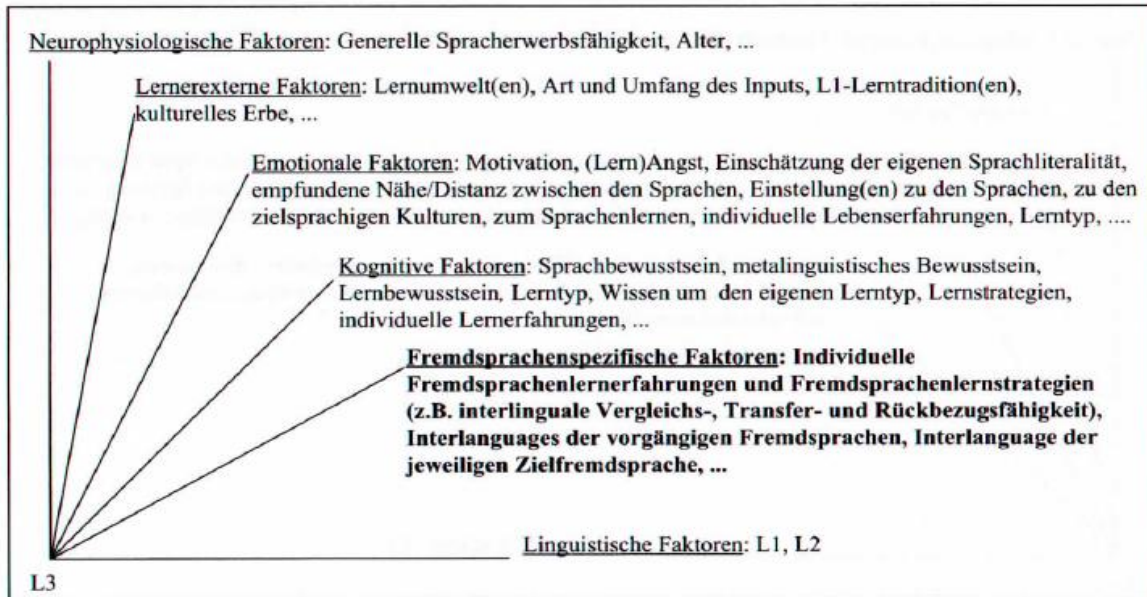 Neurophysiologische Faktoren: Generelle Spracherwerbsfähigkeit, Alter, ...
Lernerexterne Faktoren: Lernumwelt(en), Art und Umfang des Inputs, L1-Lerntradition(en),
kulturelles Erbe, ...
Emotionale Faktoren: Motivation, (Lern)Angst, Einschätzung der eigenen Sprachliteralität,
empfundene Nähe/Distanz zwischen den Sprachen, Einstellung(en) zu den Sprachen, zu den
zielsprachigen Kulturen, zum Sprachenlernen, individuelle Lebenserfahrungen, Lerntyp, ....
Kognitive Faktoren: Sprachbewusstsein, metalinguistisches Bewusstsein,
Lernbewusstsein, Lerntyp, Wissen um den eigenen Lerntyp, Lernstrategien,
individuelle Lernerfahrungen, ...
Fremdsprachenspezifische Faktoren: Individuelle
Fremdsprachenlernerfahrungen und Fremdsprachenlernstrategien
(z.B. interlinguale Vergleichs-, Transfer- und Rückbezugsfähigkeit),
Interlanguages der vorgängigen Fremdsprachen, Interlanguage der
jeweiligen Zielfremdsprache, ...
Linguistische Faktoren: L1, L2
L3